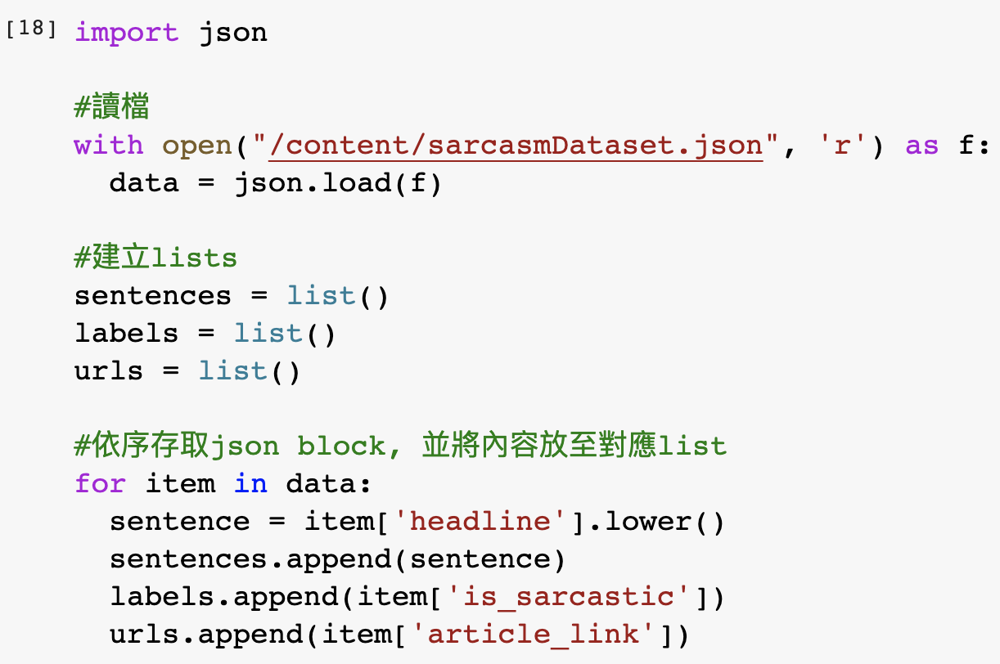 [18] import json
#讀檔
with open("/content/sarcasmDataset.json", 'r') as f:
  data = json.load(f)
#建立lists
sentences = list()
labels = list()
urls = list()
#依序存取json block, 並將內容放至對應list
for item in data:
  sentence = item['headline'].lower()
  sentences.append(sentence)
  labels.append(item['is_sarcastic'])
  urls.append(item['article_link'])